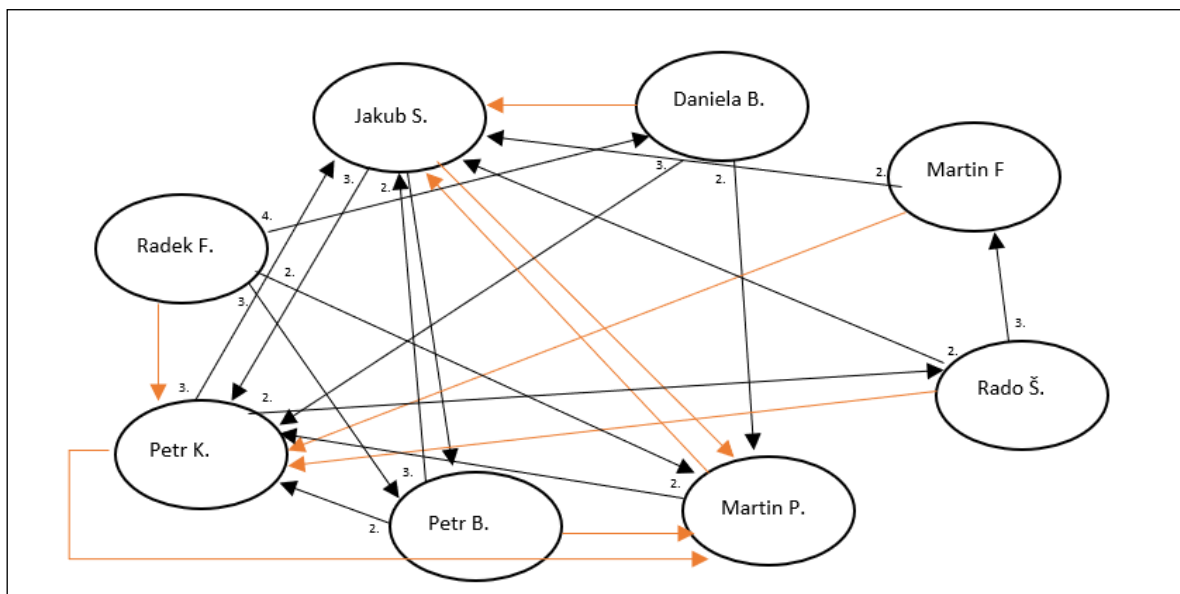 Daniela B.
Jakub S.
Martin F
3.
2.
2.
3.
2.
4.
Radek F.
2.
3.
3.
2.
3.
2.
Rado Š.
Petr K.
3.
2.
Martin P.
Petr B.
2.